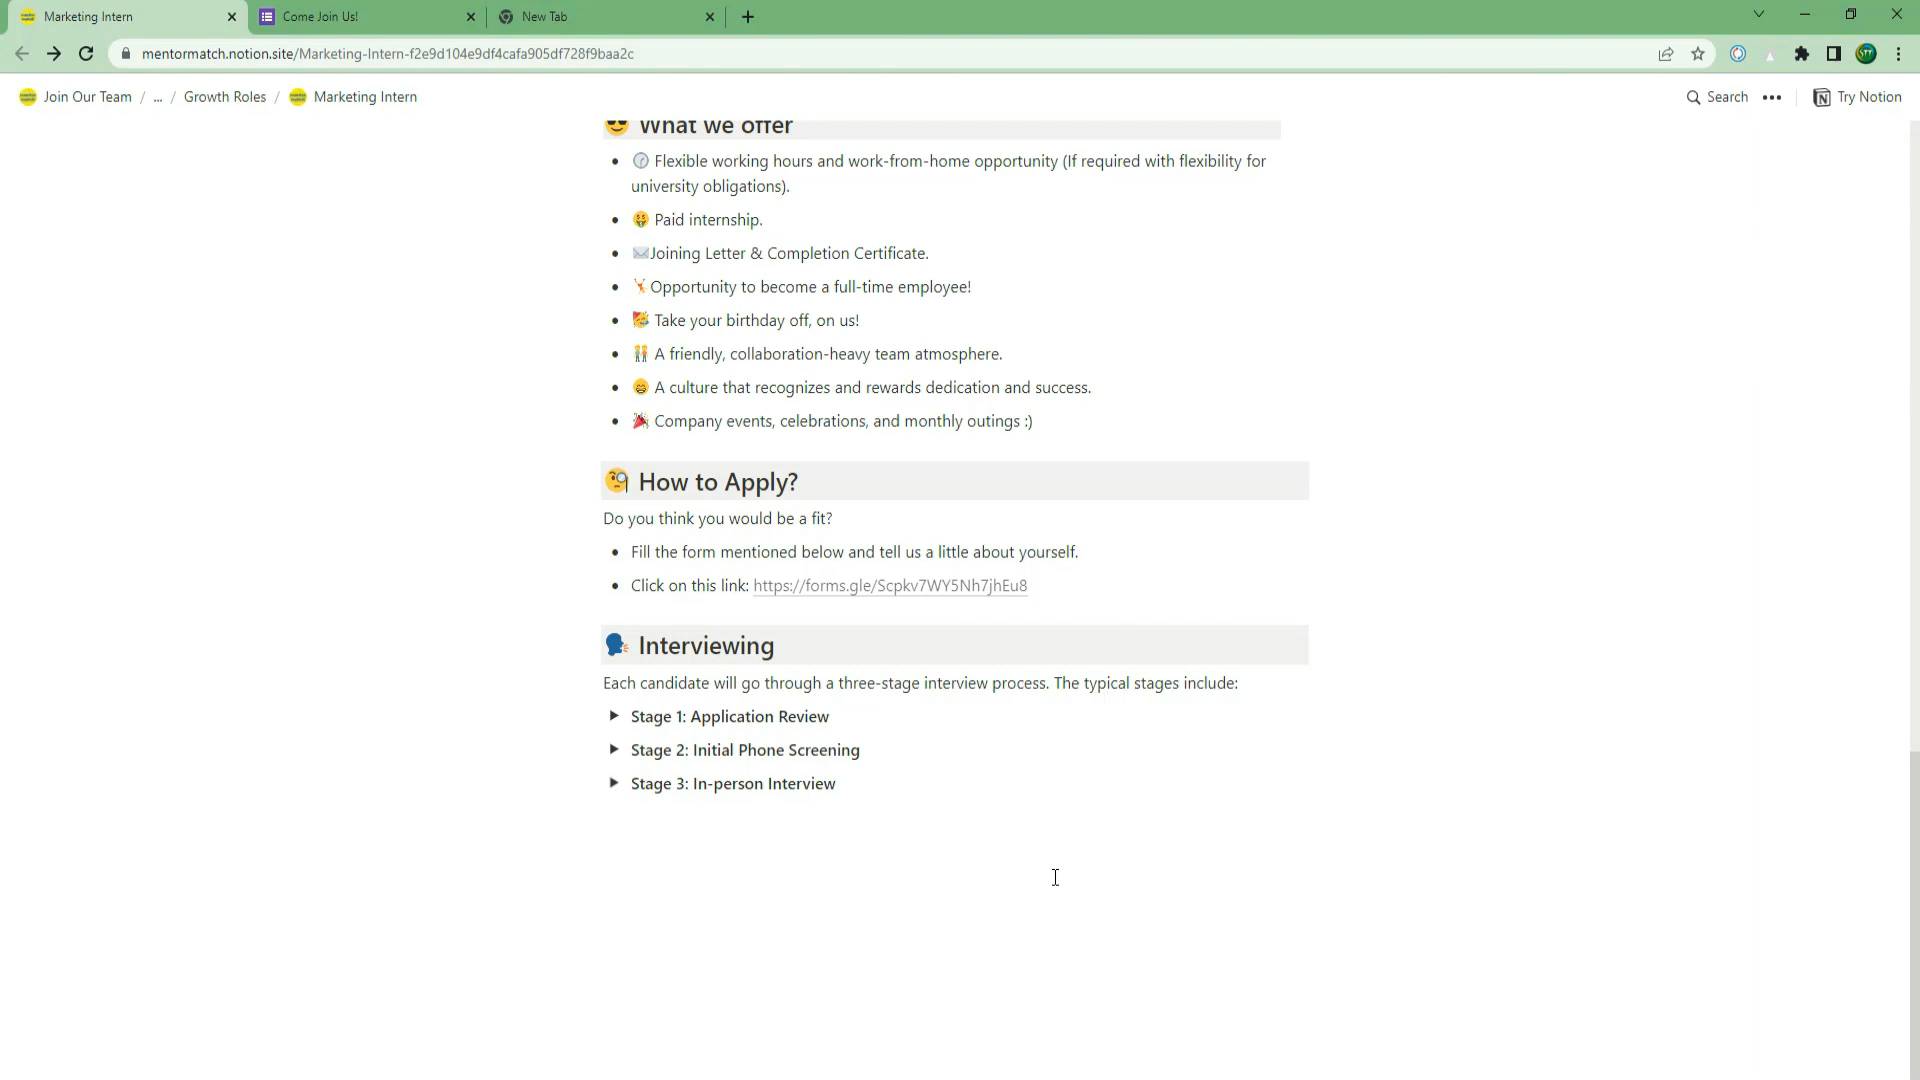 Marketing Intern
Come Join Us!
New Tab
mentormatch.notion.site/Marketing-Intern-f2e9d104e9df4cafa905df728f9baa2c
Join Our Team / ... / Growth Roles / Marketing Intern
Search
Try Notion
What we offer
Flexible working hours and work-from-home opportunity (If required with flexibility for
university obligations).
Paid internship.
Joining Letter & Completion Certificate.
Opportunity to become a full-time employee!
Take your birthday off, on us!
A friendly, collaboration-heavy team atmosphere.
A culture that recognizes and rewards dedication and success.
Company events, celebrations, and monthly outings :)
How to Apply?
Do you think you would be a fit?
Fill the form mentioned below and tell us a little about yourself.
Click on this link: https://forms.gle/Scpkv7WY5Nh7jhEu8
Interviewing
Each candidate will go through a three-stage interview process. The typical stages include:
Stage 1: Application Review
Stage 2: Initial Phone Screening
Stage 3: In-person Interview